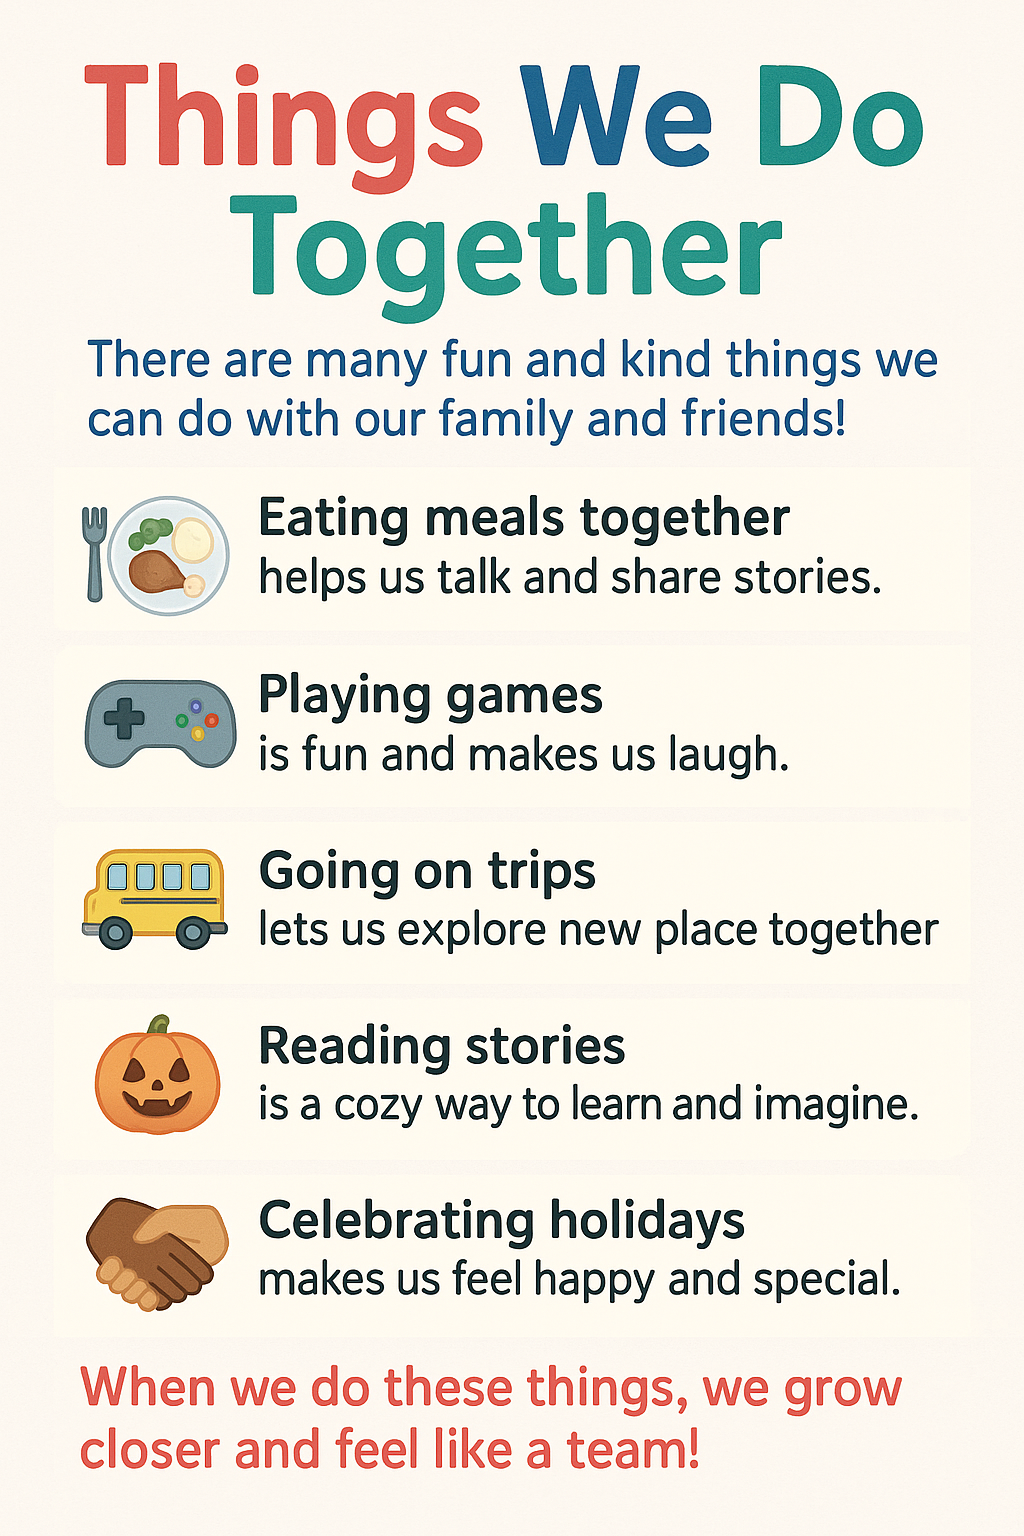 Things We Do
Together
There are many fun and kind things we
can do with our family and friends!
Eating meals together
helps us talk and share stories.
Playing games
is fun and makes us laugh.
Going on trips
lets us explore new place together
Reading stories
is a cozy way to learn and imagine.
Celebrating holidays
makes us feel happy and special.
When we do these things, we grow
closer and feel like a team!